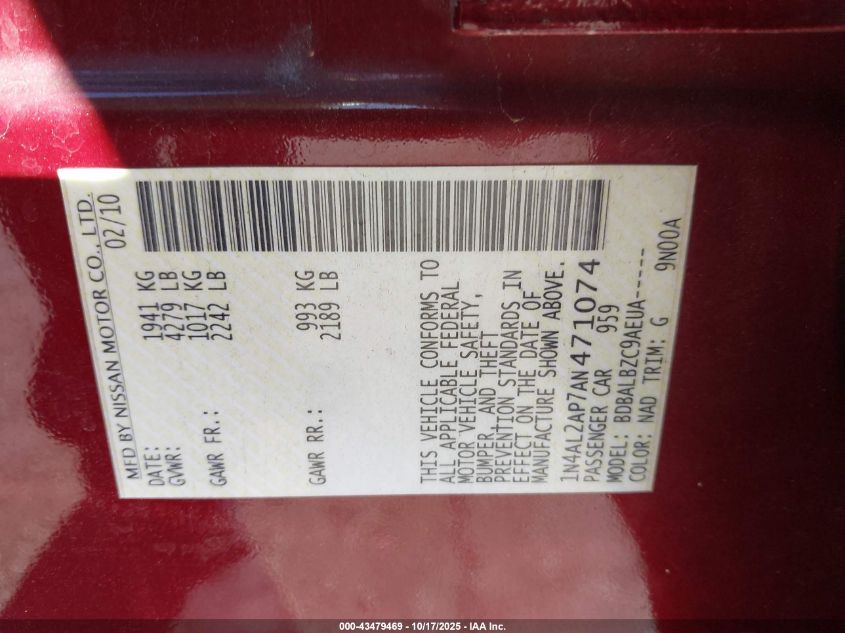 MFD BY NISSAN MOTOR CO., LTD.
DATE: 02/10
GVWR: 1941 KG
4279 LB
GAWR FR.: 1017 KG
2242 LB
GAWR RR.: 993 KG
2189 LB
THIS VEHICLE CONFORMS TO
ALL APPLICABLE FEDERAL
MOTOR VEHICLE SAFETY,
BUMPER, AND THEFT
PREVENTION STANDARDS IN
EFFECT ON THE DATE OF
MANUFACTURE SHOWN ABOVE.
1N4AL2AP7AN471074
PASSENGER CAR 959
MODEL: BDBALBZC9AEUA-----
COLOR: NAD TRIM: G 9N00A
000-43479469 | 10/17/2025 - IAA Inc.